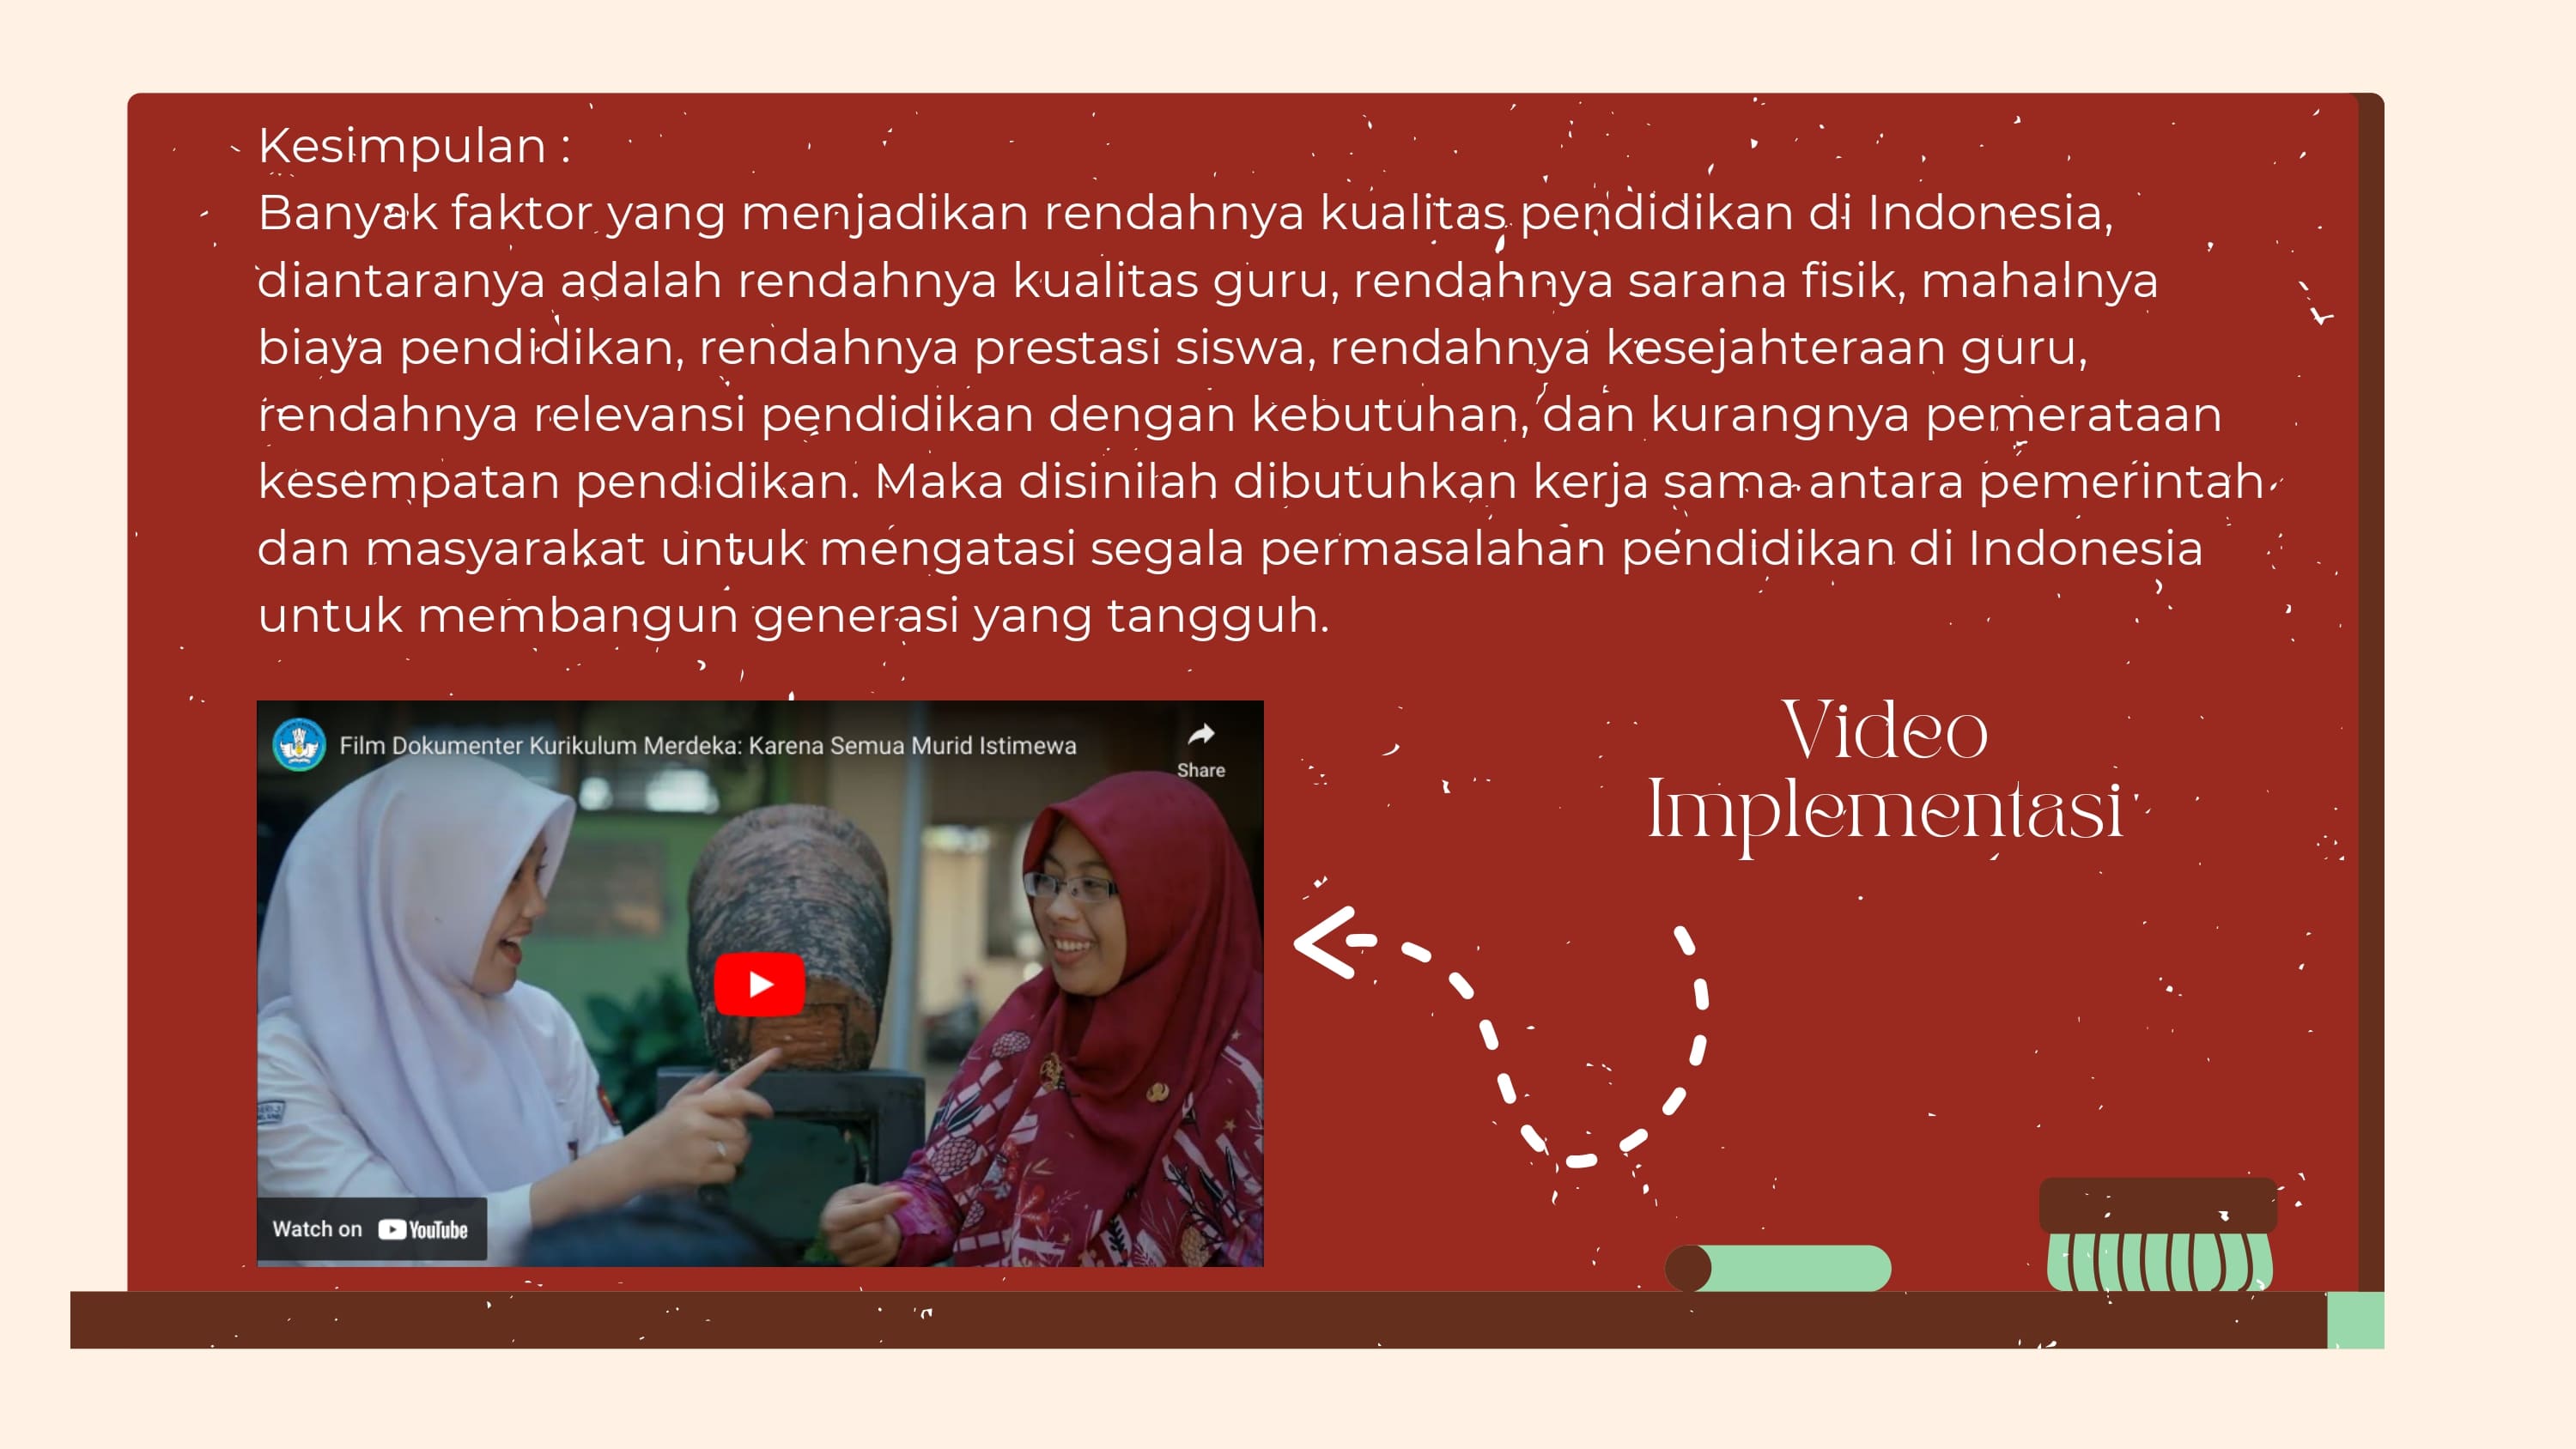 Kesimpulan :
Banyak faktor yang menjadikan rendahnya kualitas pendidikan di Indonesia,
diantaranya adalah rendahnya kualitas guru, rendahnya sarana fisik, mahalnya
biaya pendidikan, rendahnya prestasi siswa, rendahnya kesejahteraan guru,
rendahnya relevansi pendidikan dengan kebutuhan, dan kurangnya pemerataan
kesempatan pendidikan. Maka disinilah dibutuhkan kerja sama antara pemerintah
dan masyarakat untuk mengatasi segala permasalahan pendidikan di Indonesia
untuk membangun generasi yang tangguh.
Film Dokumenter Kurikulum Merdeka: Karena Semua Murid Istimewa
Share
Watch on YouTube
Video
Implementasi